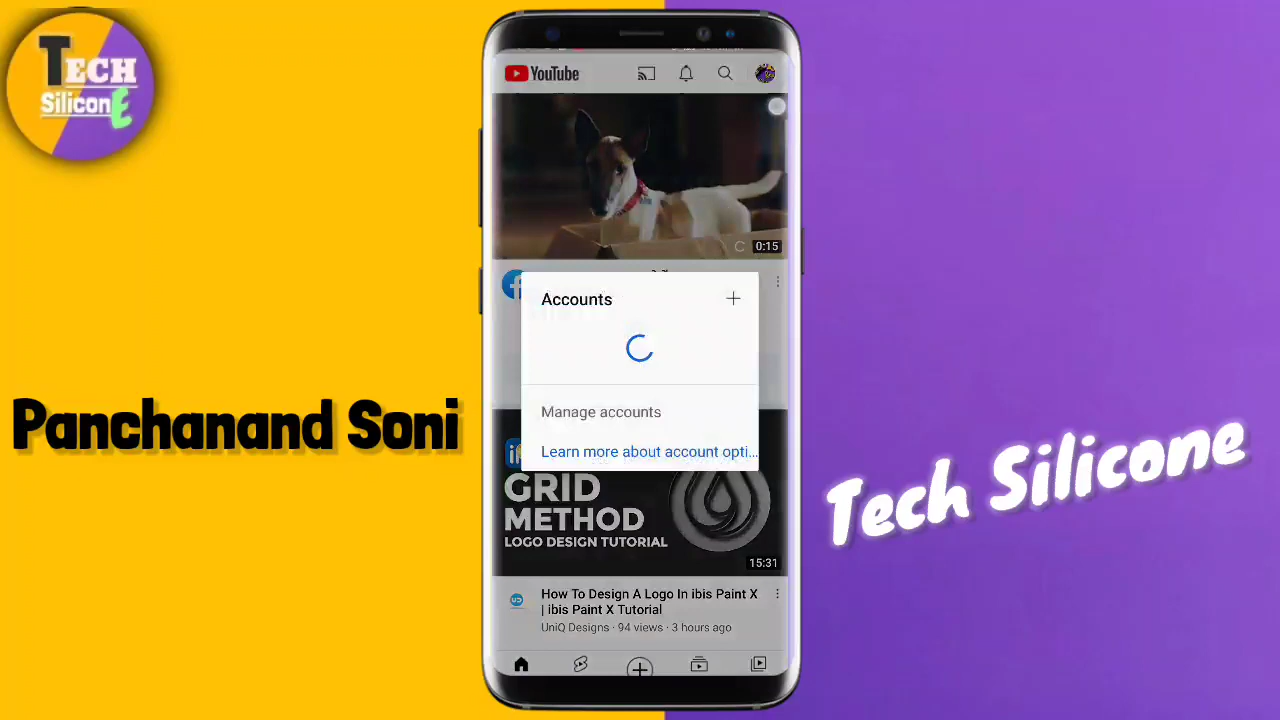 TECH
SiliconE
YouTube
0:15
Accounts
Manage accounts
Learn more about account opti...
GRID
METHOD
LOGO DESIGN TUTORIAL
15:31
How To Design A Logo In ibis Paint X
| ibis Paint X Tutorial
UniQ Designs · 94 views · 3 hours ago
Panchanand Soni
Tech Silicone